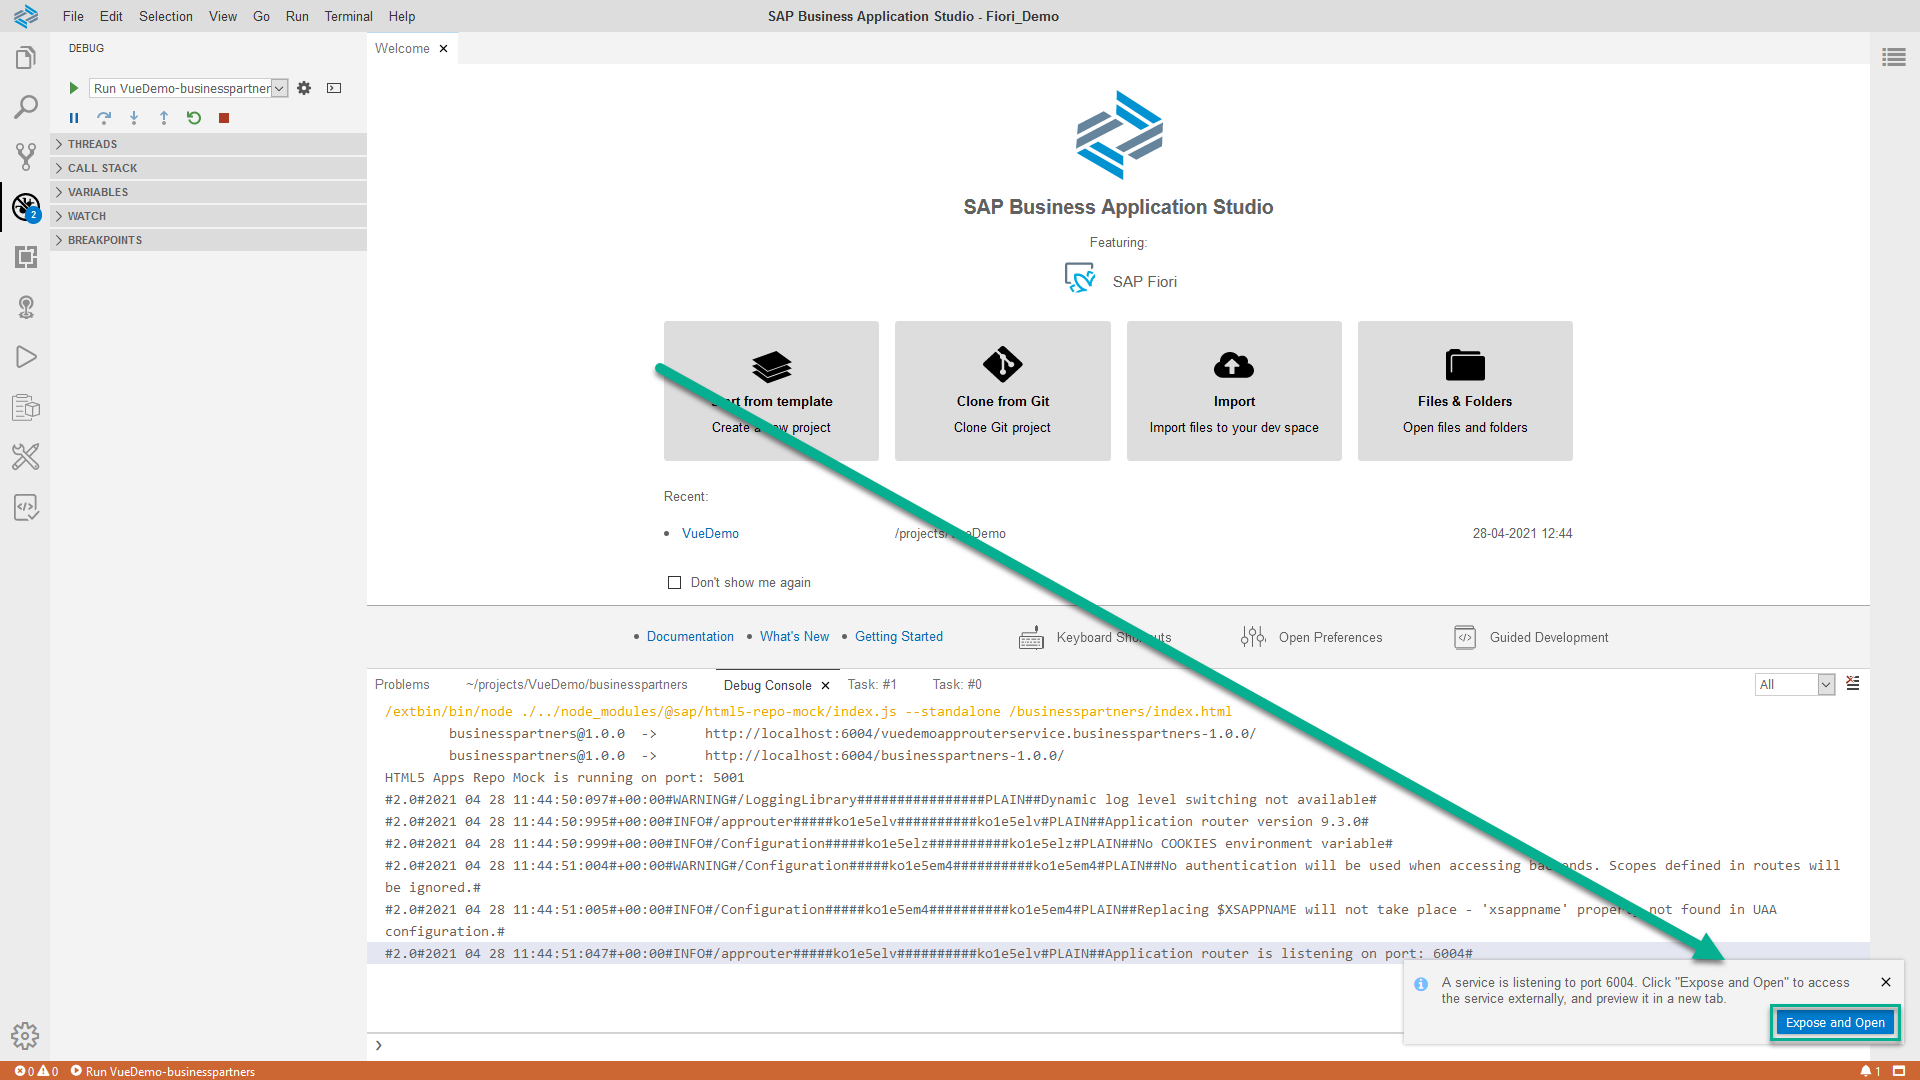 File Edit Selection View Go Run Terminal Help
SAP Business Application Studio - Fiori_Demo
DEBUG
Run VueDemo-businesspartner
THREADS
CALL STACK
VARIABLES
WATCH
BREAKPOINTS
2
Welcome
SAP Business Application Studio
Featuring:
SAP Fiori
from template
Create a project
Clone from Git
Clone Git project
Import
Import files to your dev space
Files & Folders
Open files and folders
Recent:
VueDemo /projects/VueDemo 28-04-2021 12:44
Don't show me again
Documentation What's New Getting Started Keyboard Shortcuts Open Preferences Guided Development
Problems ~/projects/VueDemo/businesspartners Debug Console Task: #1 Task: #0 All
/extbin/bin/node ./../node_modules/@sap/html5-repo-mock/index.js --standalone /businesspartners/index.html
businesspartners@1.0.0 -> http://localhost:6004/vuedemoapprouterservice.businesspartners-1.0.0/
businesspartners@1.0.0 -> http://localhost:6004/businesspartners-1.0.0/
HTML5 Apps Repo Mock is running on port: 5001
#2.0#2021 04 28 11:44:50:097#+00:00#WARNING#/LoggingLibrary################PLAIN##Dynamic log level switching not available#
#2.0#2021 04 28 11:44:50:995#+00:00#INFO#/approuter#####ko1e5elv##########ko1e5elv#PLAIN##Application router version 9.3.0#
#2.0#2021 04 28 11:44:50:999#+00:00#INFO#/Configuration#####ko1e5elz##########ko1e5elz#PLAIN##No COOKIES environment variable#
#2.0#2021 04 28 11:44:51:004#+00:00#WARNING#/Configuration#####ko1e5em4##########ko1e5em4#PLAIN##No authentication will be used when accessing backends. Scopes defined in routes will
be ignored.#
#2.0#2021 04 28 11:44:51:005#+00:00#INFO#/Configuration#####ko1e5em4##########ko1e5em4#PLAIN##Replacing $XSAPPNAME will not take place - 'xsappname' property not found in UAA
configuration.#
#2.0#2021 04 28 11:44:51:047#+00:00#INFO#/approuter#####ko1e5elv##########ko1e5elv#PLAIN##Application router is listening on port: 6004#
A service is listening to port 6004. Click "Expose and Open" to access
the service externally, and preview it in a new tab.
Expose and Open
0 0 Run VueDemo-businesspartners 1